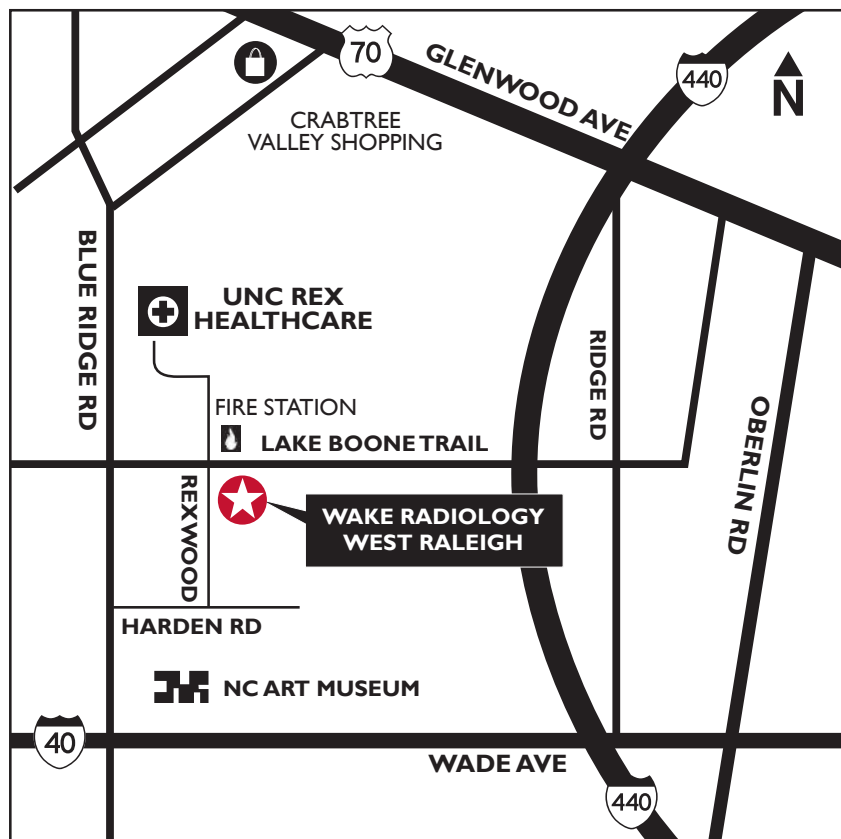 70
GLENWOOD AVE
440
N
CRABTREE
VALLEY SHOPPING
BLUE RIDGE RD
UNC REX
HEALTHCARE
RIDGE RD
FIRE STATION
LAKE BOONE TRAIL
OBERLIN RD
REXWOOD
WAKE RADIOLOGY
WEST RALEIGH
HARDEN RD
NC ART MUSEUM
40
WADE AVE
440